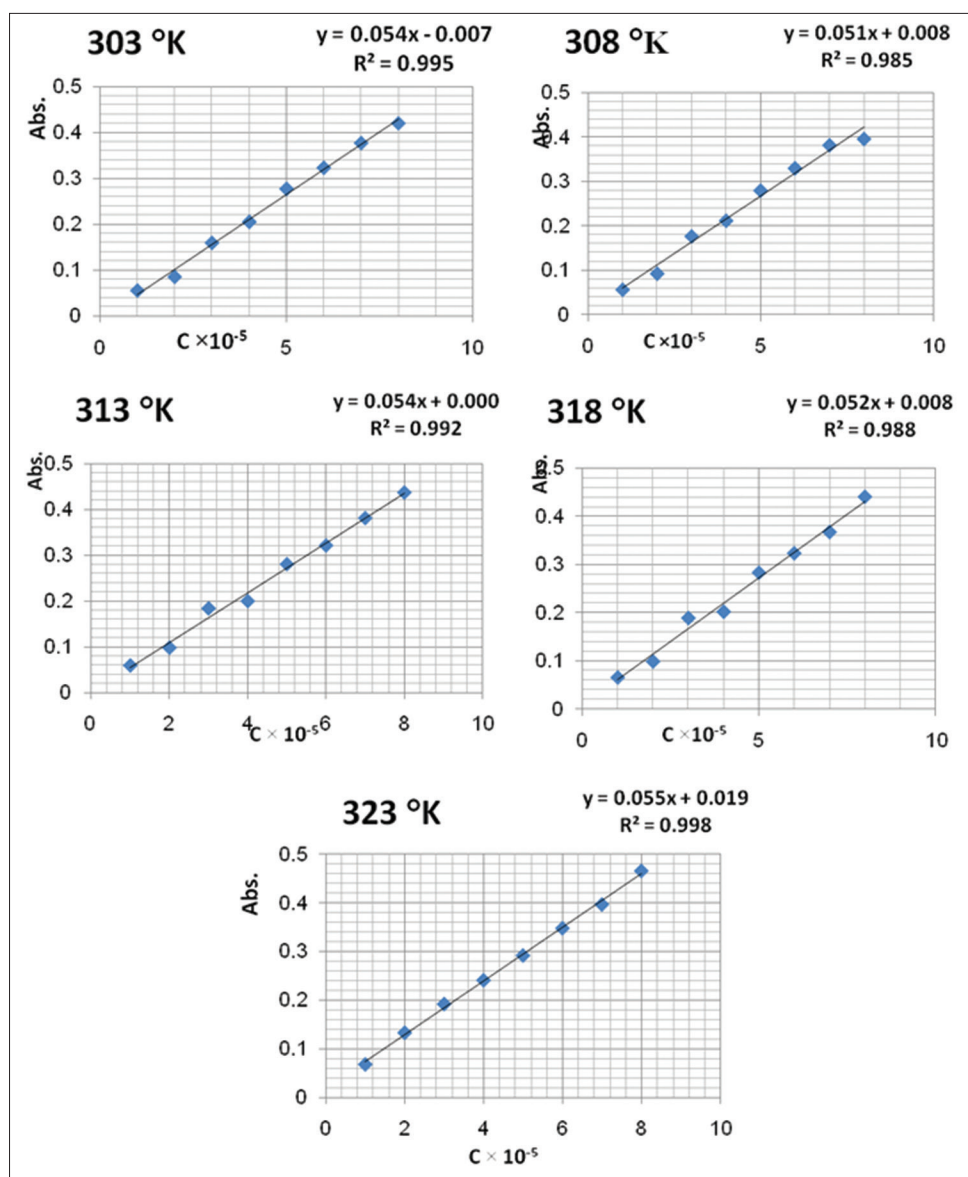 303 °K
y = 0.054x - 0.007
R² = 0.995
Abs.
0.5
0.4
0.3
0.2
0.1
0
0 5 10
C ×10⁻⁵
308 °K
y = 0.051x + 0.008
R² = 0.985
Abs.
0.5
0.4
0.3
0.2
0.1
0
0 5 10
C ×10⁻⁵
313 °K
y = 0.054x + 0.000
R² = 0.992
Abs.
0.5
0.4
0.3
0.2
0.1
0
0 2 4 6 8 10
C × 10⁻⁵
318 °K
y = 0.052x + 0.008
R² = 0.988
Abs.
0.5
0.4
0.3
0.2
0.1
0
0 5 10
C ×10⁻⁵
323 °K
y = 0.055x + 0.019
R² = 0.998
Abs.
0.5
0.4
0.3
0.2
0.1
0
0 2 4 6 8 10
C × 10⁻⁵